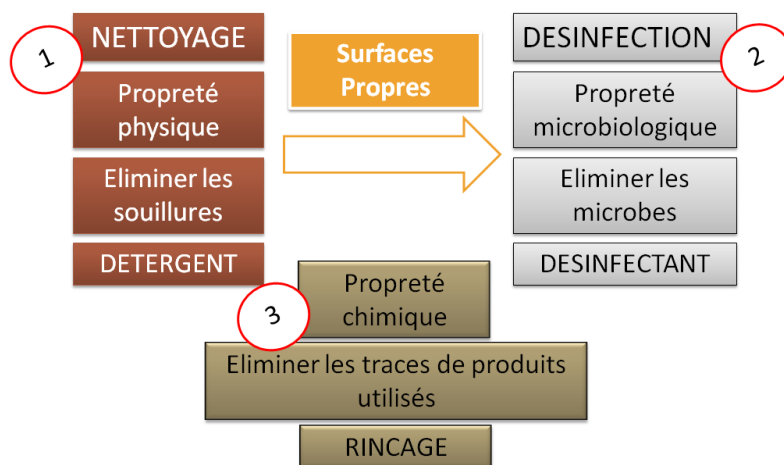 1
NETTOYAGE
Propreté
physique
Eliminer les
souillures
DETERGENT
Surfaces
Propres
DESINFECTION
2
Propreté
microbiologique
Eliminer les
microbes
DESINFECTANT
3
Propreté
chimique
Eliminer les traces de produits
utilisés
RINCAGE